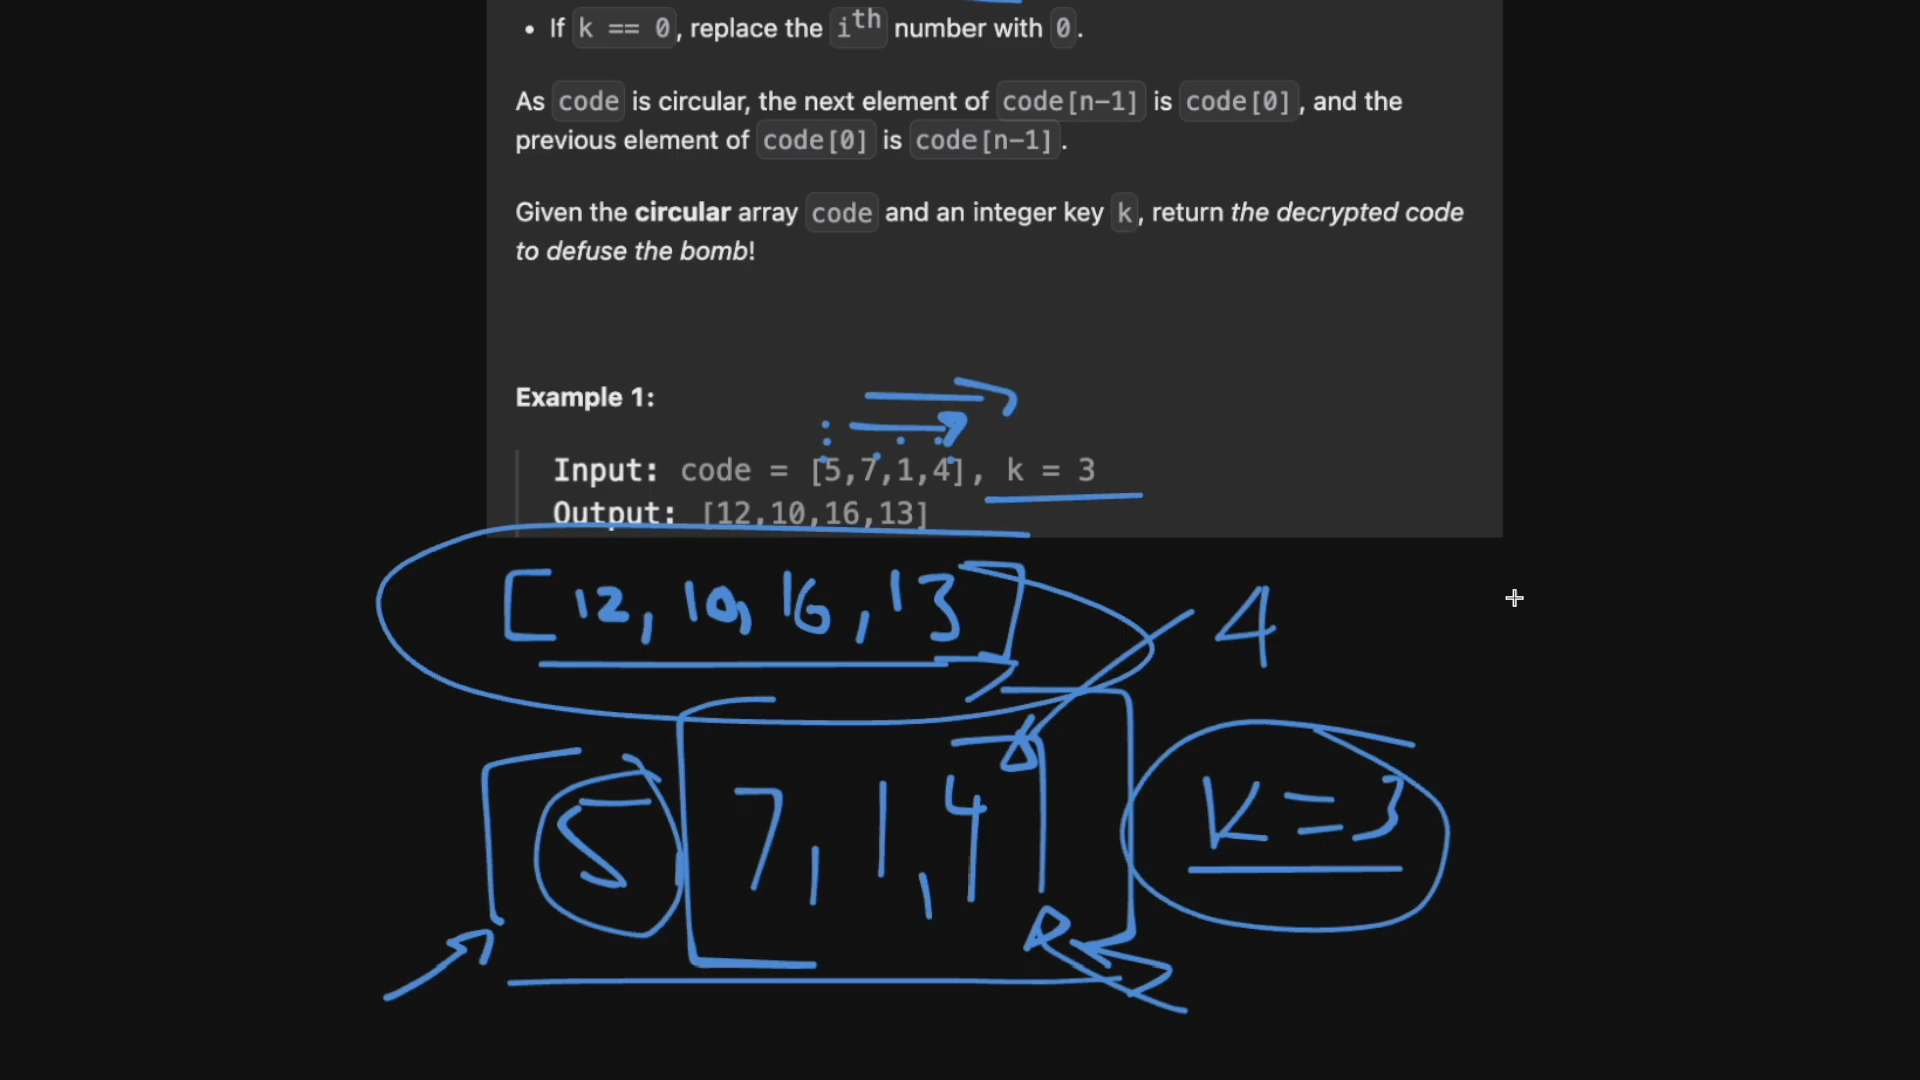 • If k == 0, replace the ith number with 0.
As code is circular, the next element of code[n-1] is code[0], and the
previous element of code[0] is code[n-1].
Given the circular array code and an integer key k, return the decrypted code
to defuse the bomb!
Example 1:
Input: code = [5,7,1,4], k = 3
Output: [12,10,16,13]
[12, 10, 16, 13]
4
[5, 7, 1, 4]
k = 3